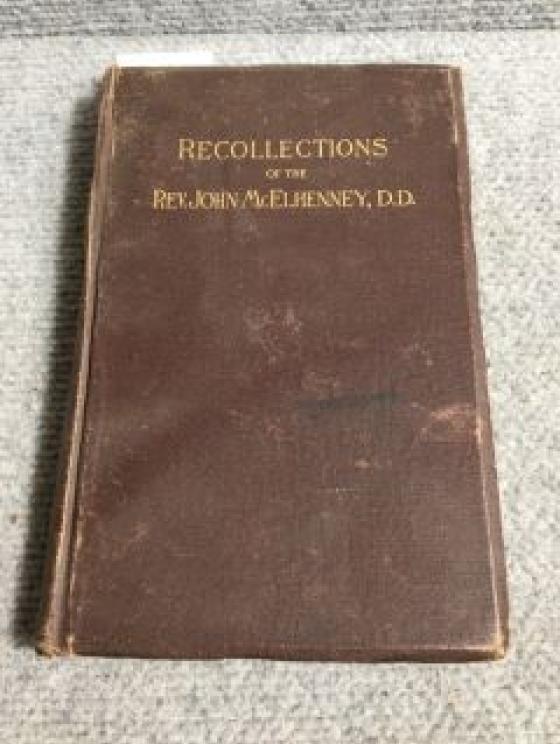 RECOLLECTIONS
OF THE
REV. JOHN MCELHENNEY, D.D.